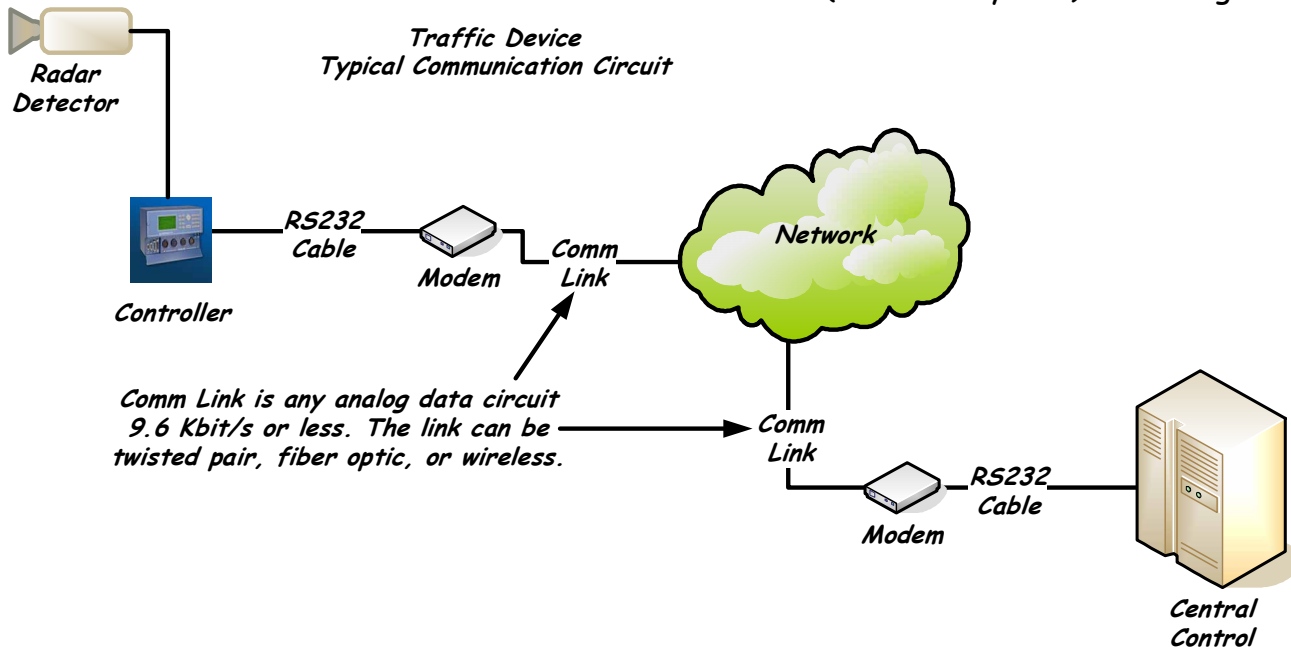 Traffic Device
Typical Communication Circuit
Radar
Detector
RS232
Cable
Modem
Comm
Link
Network
Controller
Comm Link is any analog data circuit
9.6 Kbit/s or less. The link can be
twisted pair, fiber optic, or wireless.
Comm
Link
RS232
Cable
Modem
Central
Control